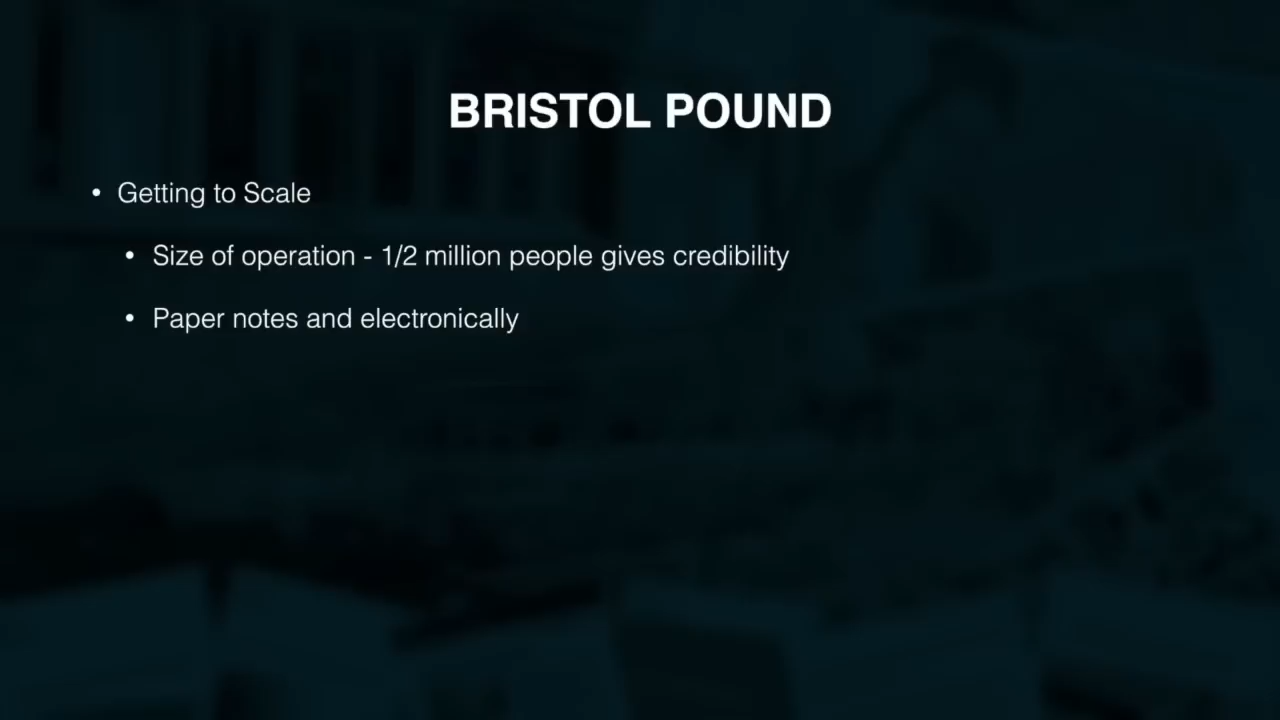 BRISTOL POUND
• Getting to Scale
• Size of operation - 1/2 million people gives credibility
• Paper notes and electronically